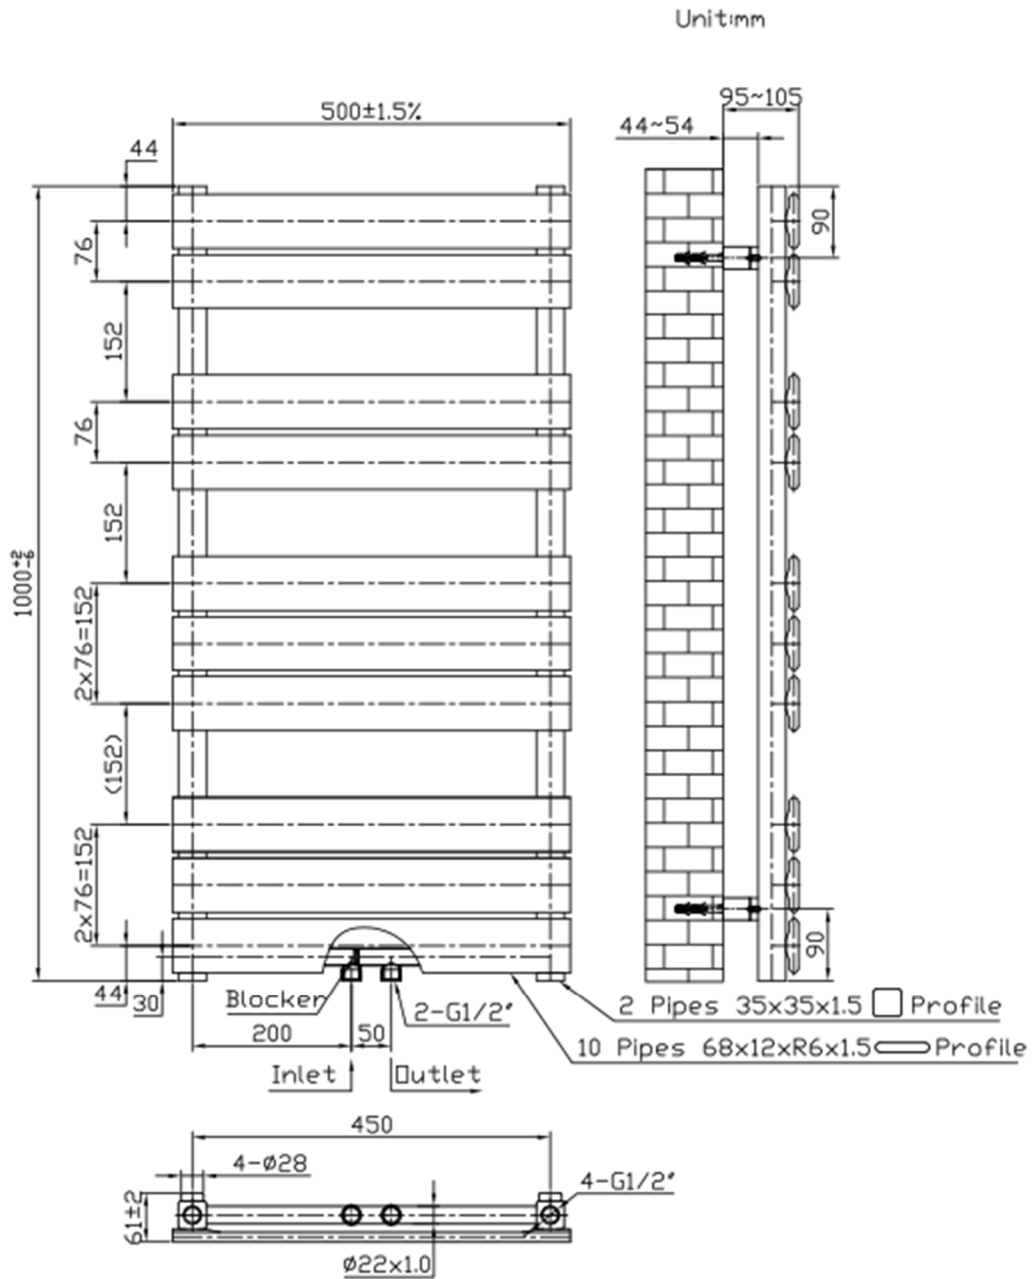 Unit:mm
95~105
500±1.5%
44~54
44
90
76
152
76
152
1000±2/6
2x76=152
(152)
2x76=152
90
44
30
Blocker
2-G1/2"
2 Pipes 35x35x1.5 Profile
200
50
10 Pipes 68x12xR6x1.5 Profile
Inlet
Outlet
450
4-Ø28
4-G1/2"
61±2
Ø22x1.0